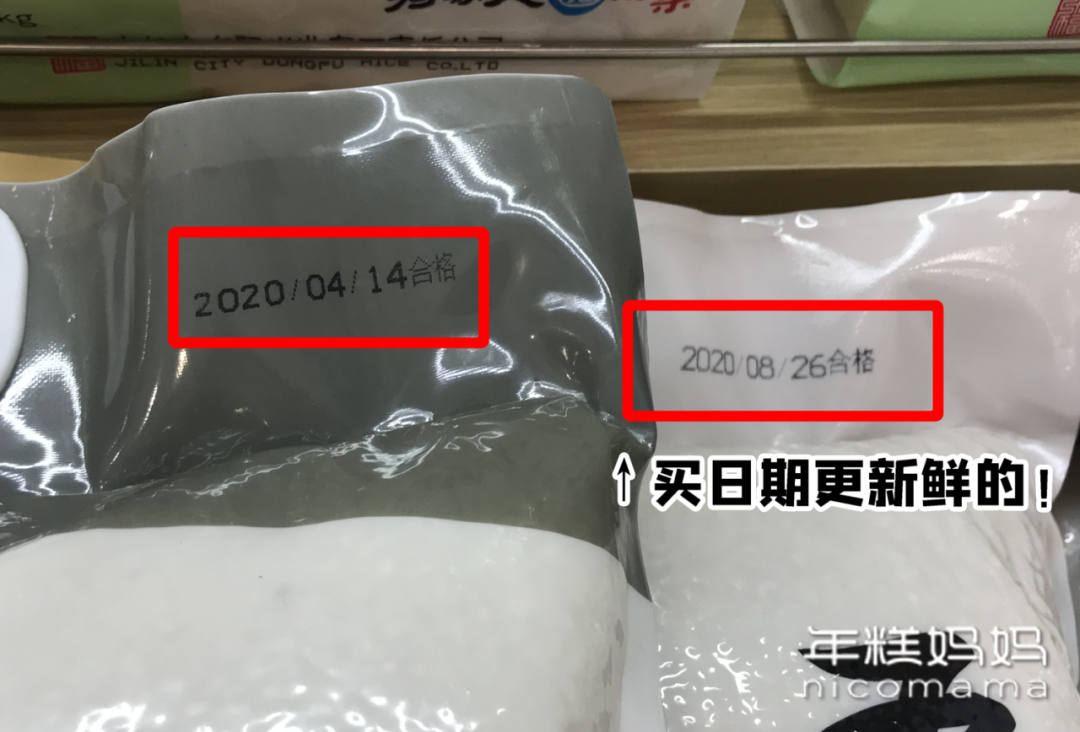 kg
JILIN CITY DONGFU RICE CO.,LTD
2020/04/14合格
2020/08/26合格
↑买日期更新鲜的!
年糕妈妈
nicomama